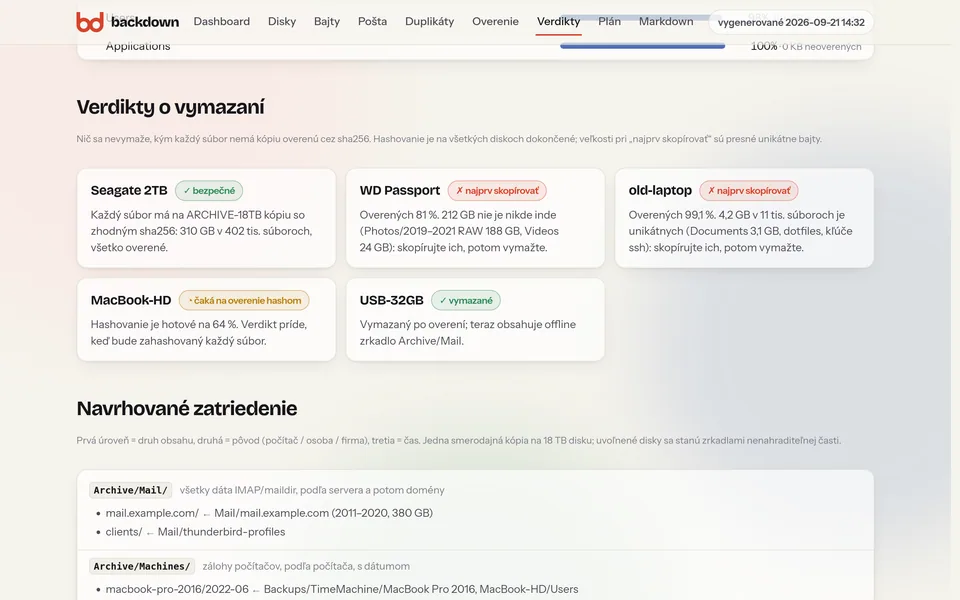 backdown
Dashboard Disky Bajty Pošta Duplikáty Overenie Verdikty Plán Markdown
vygenerované 2026-09-21 14:32
Applications 100% · 0 KB neoverených
Verdikty o vymazaní
Nič sa nevymaže, kým každý súbor nemá kópiu overenú cez sha256. Hashovanie je na všetkých diskoch dokončené; veľkosti pri „najprv skopírovať“ sú presné unikátne bajty.
Seagate 2TB ✓ bezpečné
Každý súbor má na ARCHIVE-18TB kópiu so
zhodným sha256: 310 GB v 402 tis. súboroch,
všetko overené.
WD Passport ✗ najprv skopírovať
Overených 81 %. 212 GB nie je nikde inde
(Photos/2019–2021 RAW 188 GB, Videos
24 GB): skopírujte ich, potom vymažte.
old-laptop ✗ najprv skopírovať
Overených 99,1 %. 4,2 GB v 11 tis. súboroch je
unikátnych (Documents 3,1 GB, dotfiles, kľúče
ssh): skopírujte ich, potom vymažte.
MacBook-HD · čaká na overenie hashom
Hashovanie je hotové na 64 %. Verdikt príde,
keď bude zahashovaný každý súbor.
USB-32GB ✓ vymazané
Vymazaný po overení; teraz obsahuje offline
zrkadlo Archive/Mail.
Navrhované zatriedenie
Prvá úroveň = druh obsahu, druhá = pôvod (počítač / osoba / firma), tretia = čas. Jedna smerodajná kópia na 18 TB disku; uvoľnené disky sa stanú zrkadlami nenahraditeľnej časti.
Archive/Mail/ všetky dáta IMAP/maildir, podľa servera a potom domény
• mail.example.com/ ← Mail/mail.example.com (2011–2020, 380 GB)
• clients/ ← Mail/thunderbird-profiles
Archive/Machines/ zálohy počítačov, podľa počítača, s dátumom
• macbook-pro-2016/2022-06 ← Backups/TimeMachine/MacBook Pro 2016, MacBook-HD/Users